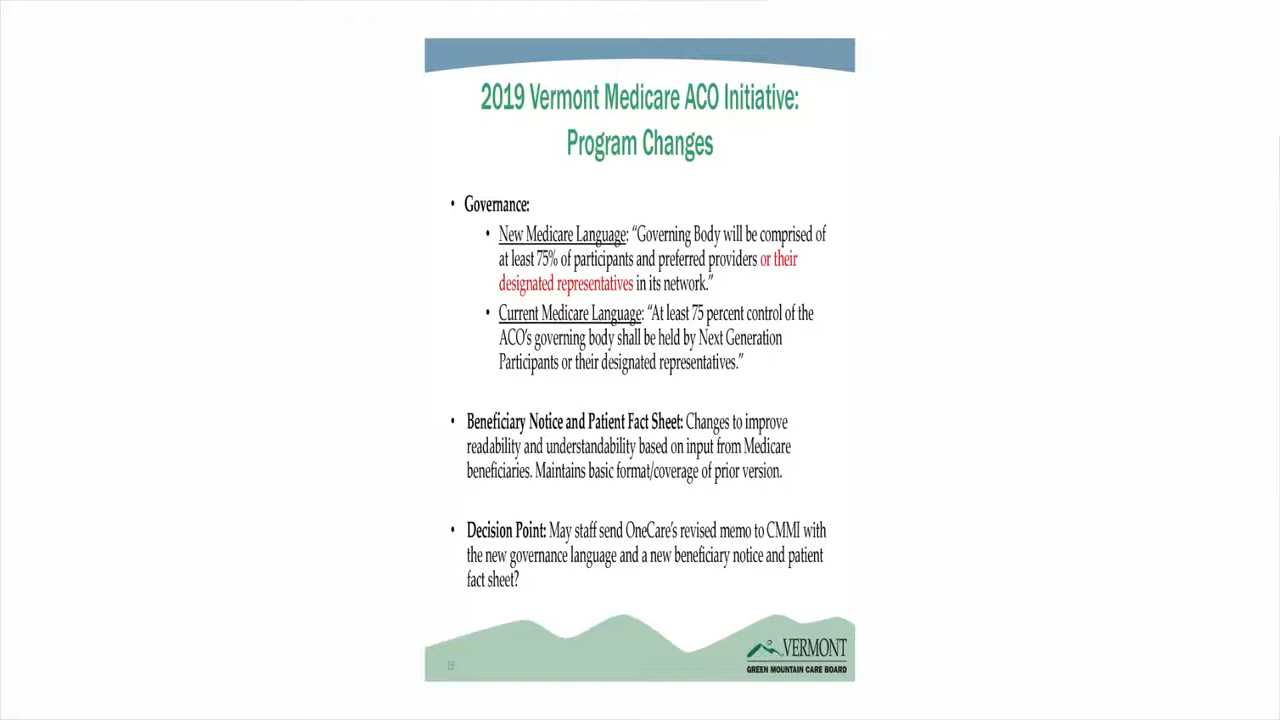 2019 Vermont Medicare ACO Initiative:
Program Changes
• Governance:
• New Medicare Language: “Governing Body will be comprised of
at least 75% of participants and preferred providers or their
designated representatives in its network.”
• Current Medicare Language: “At least 75 percent control of the
ACO’s governing body shall be held by Next Generation
Participants or their designated representatives.”
• Beneficiary Notice and Patient Fact Sheet: Changes to improve
readability and understandability based on input from Medicare
beneficiaries. Maintains basic format/coverage of prior version.
• Decision Point: May staff send OneCare’s revised memo to CMMI with
the new governance language and a new beneficiary notice and patient
fact sheet?
VERMONT
GREEN MOUNTAIN CARE BOARD